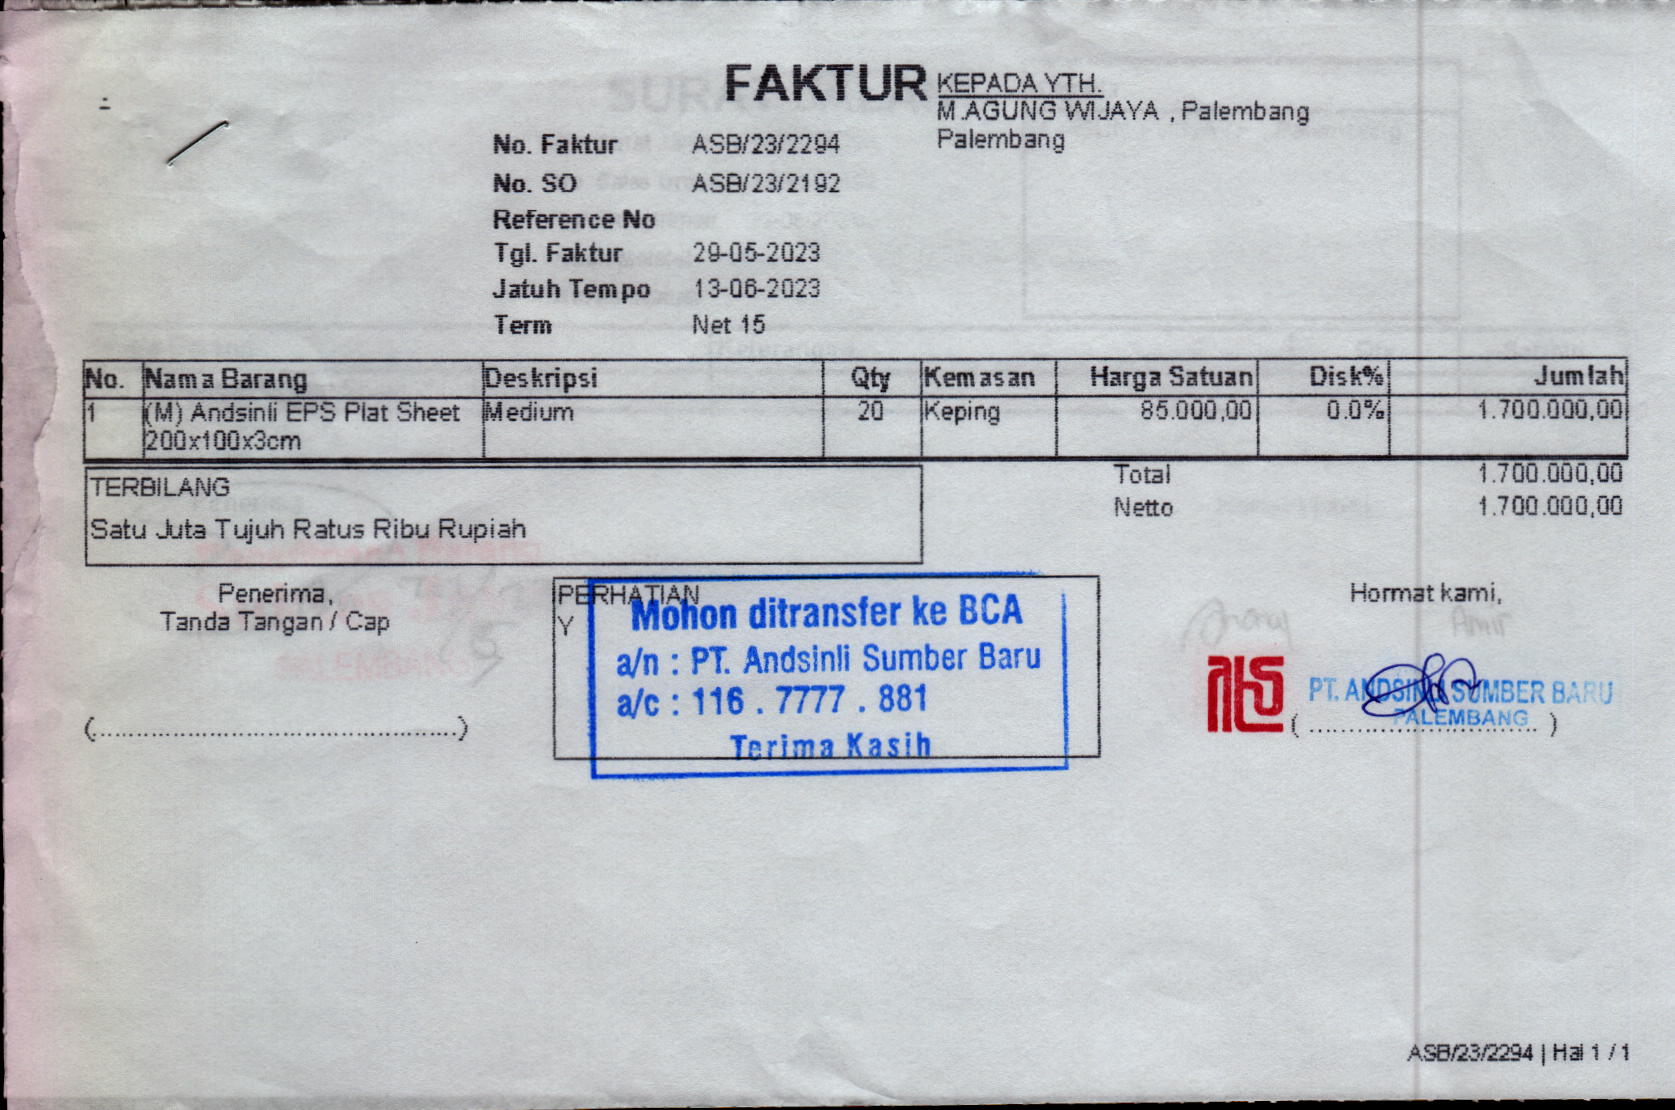 FAKTUR
KEPADA YTH.
M.AGUNG WIJAYA , Palembang
Palembang
No. Faktur ASB/23/2294
No. SO ASB/23/2192
Reference No
Tgl. Faktur 29-05-2023
Jatuh Tempo 13-06-2023
Term Net 15
No. Nama Barang Deskripsi Qty Kemasan Harga Satuan Disk% Jumlah
1 (M) Andsinli EPS Plat Sheet Medium 20 Keping 85.000,00 0.0% 1.700.000,00
200x100x3cm
Total 1.700.000,00
Netto 1.700.000,00
TERBILANG
Satu Juta Tujuh Ratus Ribu Rupiah
Penerima,
Tanda Tangan / Cap
(......................................................)
PERHATIAN
Y
Mohon ditransfer ke BCA
a/n : PT. Andsinli Sumber Baru
a/c : 116 . 7777 . 881
Terima Kasih
Hormat kami,
Amir
PT. ANDSINLI SUMBER BARU
PALEMBANG
(..................................)
ASB/23/2294 | Hal 1 / 1